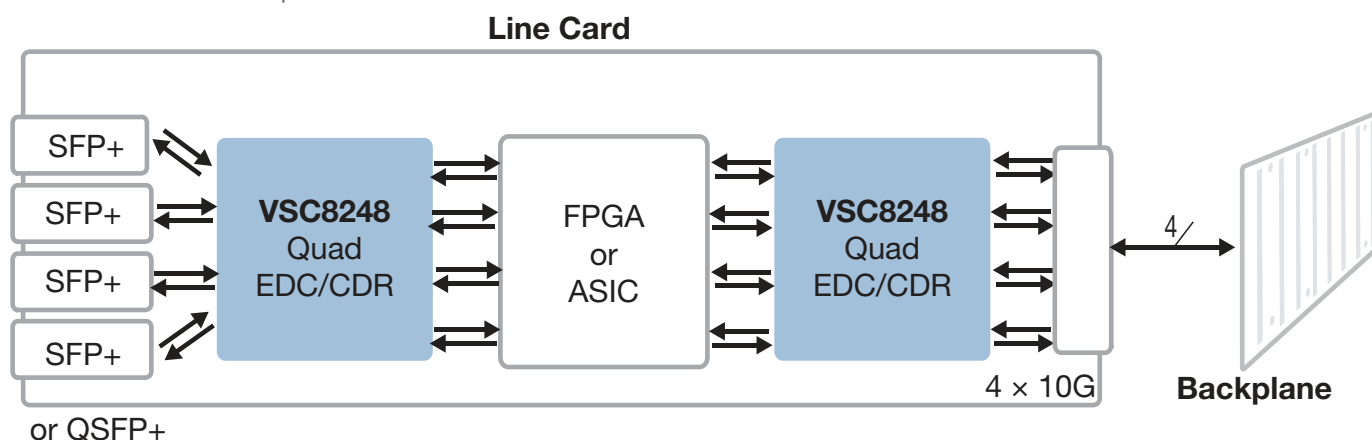 Line Card
SFP+
SFP+
SFP+
SFP+
VSC8248
Quad
EDC/CDR
FPGA
or
ASIC
VSC8248
Quad
EDC/CDR
4 × 10G
4
Backplane
or QSFP+